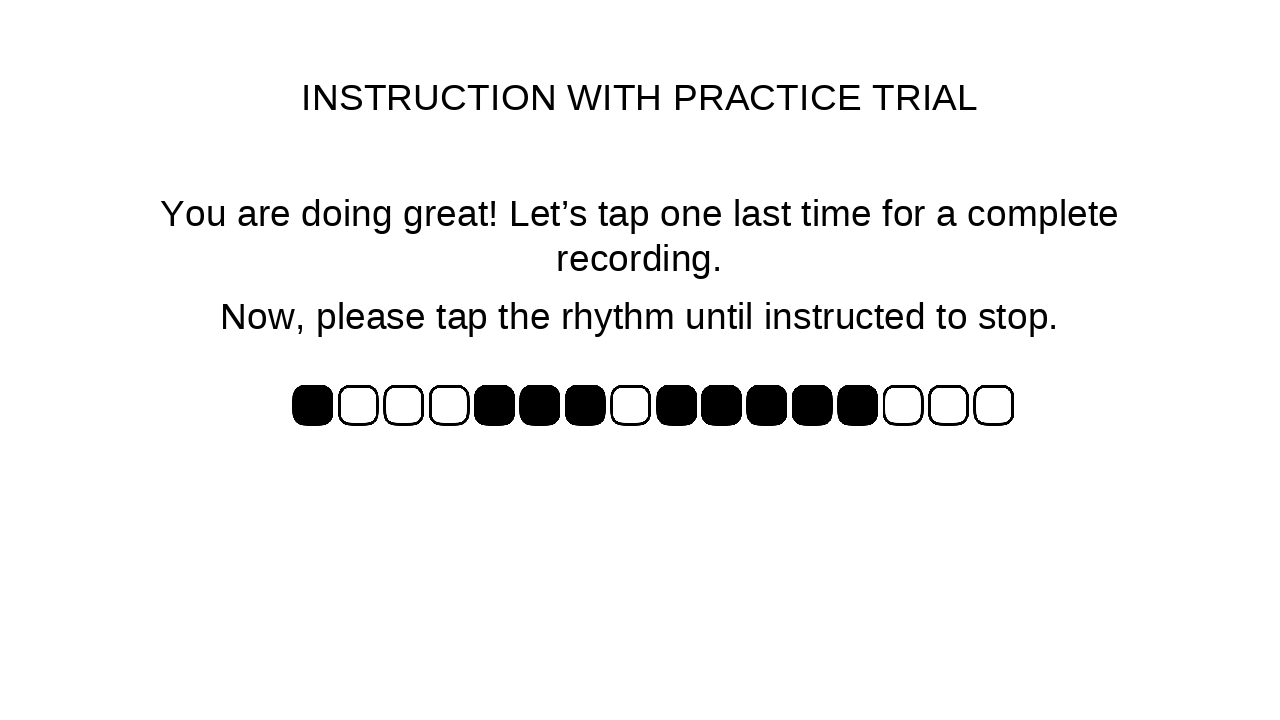 INSTRUCTION WITH PRACTICE TRIAL
You are doing great! Let’s tap one last time for a complete
recording.
Now, please tap the rhythm until instructed to stop.